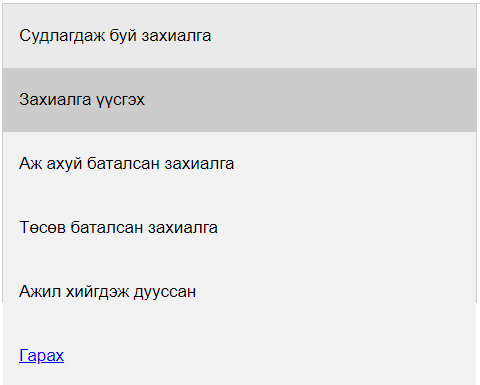 Судлагдаж буй захиалга
Захиалга үүсгэх
Аж ахуй баталсан захиалга
Төсөв баталсан захиалга
Ажил хийгдэж дууссан
Гарах